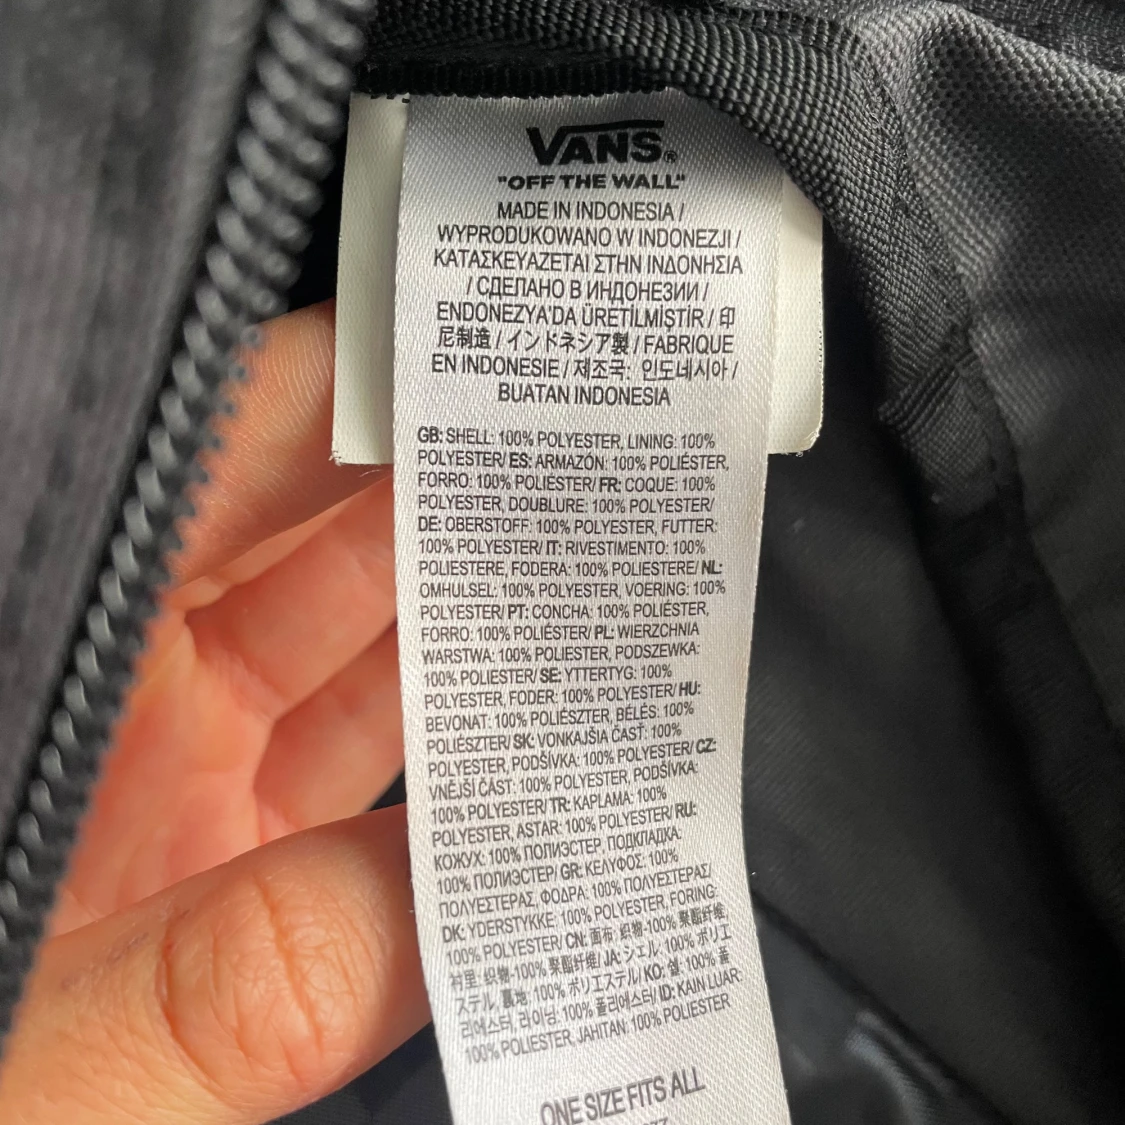 VANS®
"OFF THE WALL"
MADE IN INDONESIA /
WYPRODUKOWANO W INDONEZJI /
ΚΑΤΑΣΚΕΥΑΖΕΤΑΙ ΣΤΗΝ ΙΝΔΟΝΗΣΙΑ
/ СДЕЛАНО В ИНДОНЕЗИИ /
ENDONEZYA'DA ÜRETİLMİŞTİR / 印
尼制造 / インドネシア製 / FABRIQUE
EN INDONESIE / 제조국: 인도네시아 /
BUATAN INDONESIA
GB: SHELL: 100% POLYESTER, LINING: 100%
POLYESTER/ ES: ARMAZÓN: 100% POLIÉSTER,
FORRO: 100% POLIESTER/ FR: COQUE: 100%
POLYESTER, DOUBLURE: 100% POLYESTER/
DE: OBERSTOFF: 100% POLYESTER, FUTTER:
100% POLYESTER/ IT: RIVESTIMENTO: 100%
POLIESTERE, FODERA: 100% POLIESTERE/ NL:
OMHULSEL: 100% POLYESTER, VOERING: 100%
POLYESTER/ PT: CONCHA: 100% POLIÉSTER,
FORRO: 100% POLIÉSTER/ PL: WIERZCHNIA
WARSTWA: 100% POLYESTER, PODSZEWKA:
100% POLIESTER/ SE: YTTERTYG: 100%
POLYESTER, FODER: 100% POLYESTER/ HU:
BEVONAT: 100% POLIÉSZTER, BÉLÉS: 100%
POLIÉSZTER/ SK: VONKAJŠIA ČASŤ: 100%
POLYESTER, PODŠÍVKA: 100% POLYESTER/ CZ:
VNĚJŠÍ ČÁST: 100% POLYESTER, PODŠÍVKA:
100% POLYESTER/ TR: KAPLAMA: 100%
POLYESTER, ASTAR: 100% POLYESTER/ RU:
КОЖУХ: 100% ПОЛИЭСТЕР, ПОДКЛАДКА:
100% ПОЛИЭСТЕР/ GR: ΚΕΛΥΦΟΣ: 100%
ΠΟΛΥΕΣΤΕΡΑΣ, ΦΟΔΡΑ: 100% ΠΟΛΥΕΣΤΕΡΑΣ/
DK: YDERSTYKKE: 100% POLYESTER, FORING:
100% POLYESTER/ CN: 面布: 织物-100% 聚酯纤维,
衬里: 织物-100% 聚酯纤维/ JA: シェル: 100% ポリエ
ステル, 裏地: 100% ポリエステル/ KO: 쉘: 100% 폴
리에스터, 라이닝: 100% 폴리에스터/ ID: KAIN LUAR:
100% POLIESTER, JAHITAN: 100% POLIESTER
ONE SIZE FITS ALL